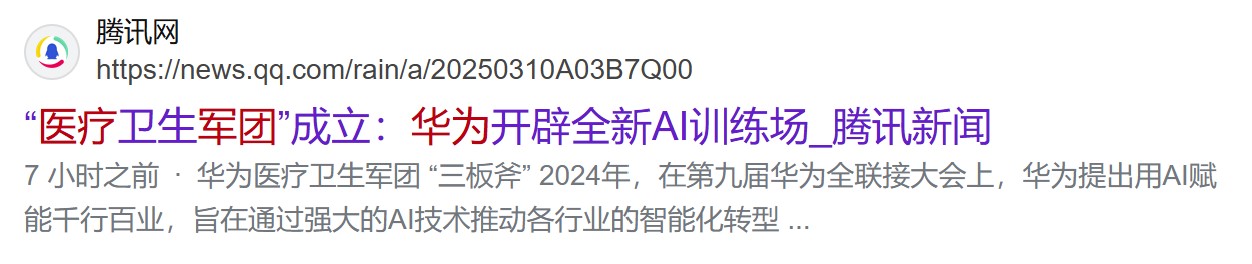 腾讯网
https://news.qq.com/rain/a/20250310A03B7Q00
“医疗卫生军团”成立：华为开辟全新AI训练场_腾讯新闻
7 小时之前 · 华为医疗卫生军团 “三板斧” 2024年，在第九届华为全联接大会上，华为提出用AI赋
能千行百业，旨在通过强大的AI技术推动各行业的智能化转型 ...